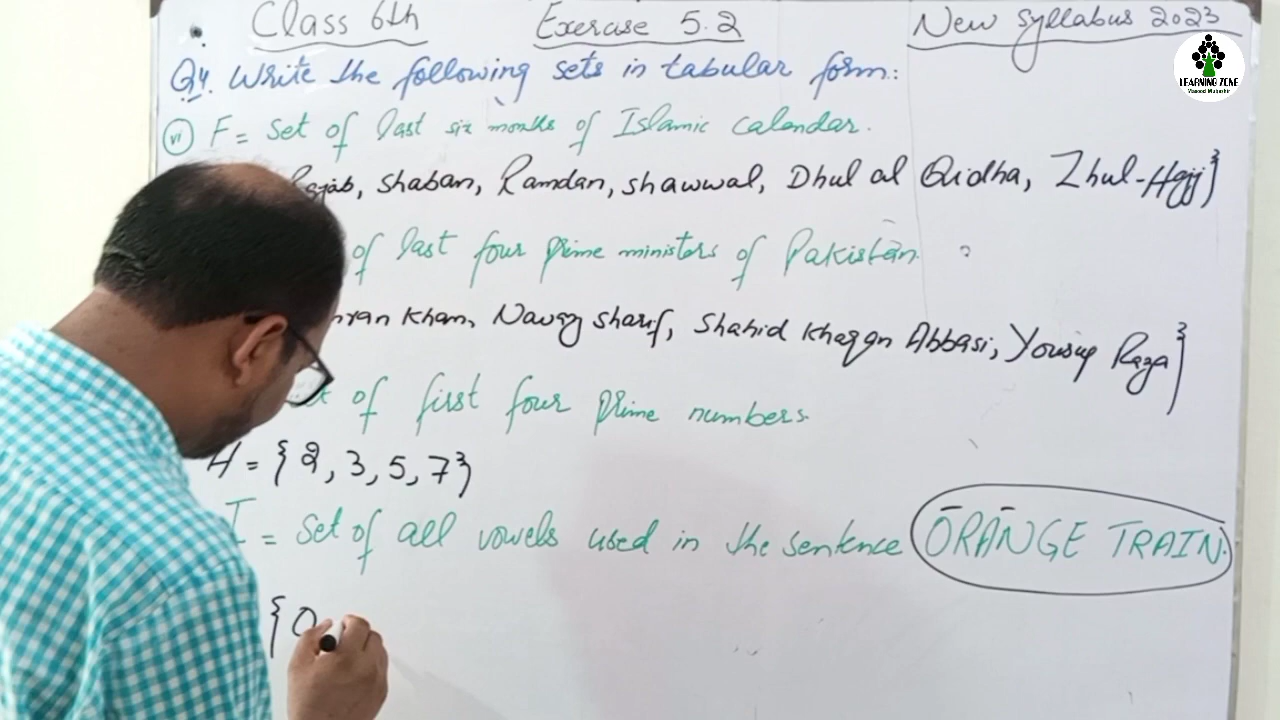 Class 6th Exercise 5.2 New Syllabus 2023
LEARNING ZONE
Q4. Write the following sets in tabular form:
vi F = Set of last six months of Islamic calendar.
Rajab, Shaban, Ramdan, shawwal, Dhul al Qidha, Zhul-Hajj}
of last four prime ministers of Pakistan.
Kham, Nawaz Sharif, Shahid Khaqan Abbasi, Yousuf Raza}
of first four prime numbers.
H = {2, 3, 5, 7}
I = Set of all vowels used in the sentence ORANGE TRAIN.
{O